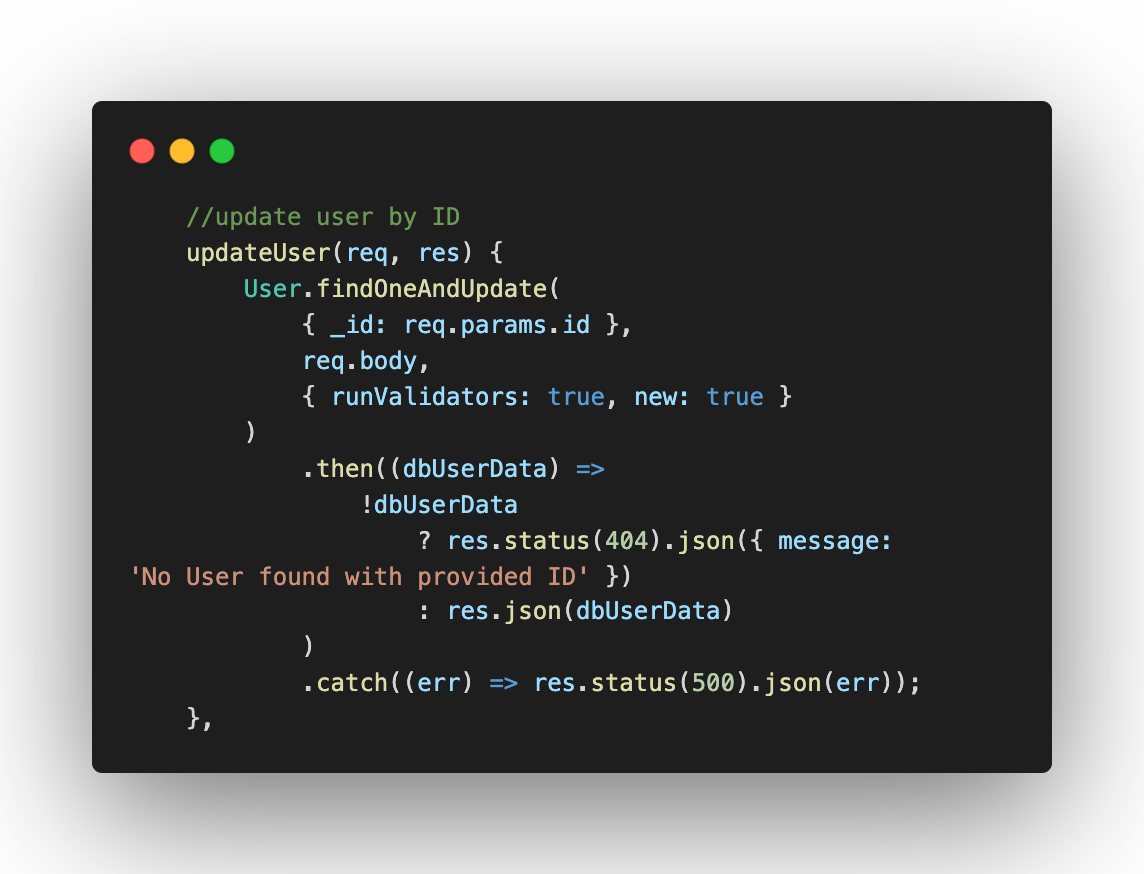 //update user by ID
updateUser(req, res) {
User.findOneAndUpdate(
{ _id: req.params.id },
req.body,
{ runValidators: true, new: true }
)
.then((dbUserData) =>
!dbUserData
? res.status(404).json({ message:
'No User found with provided ID' })
: res.json(dbUserData)
)
.catch((err) => res.status(500).json(err));
},